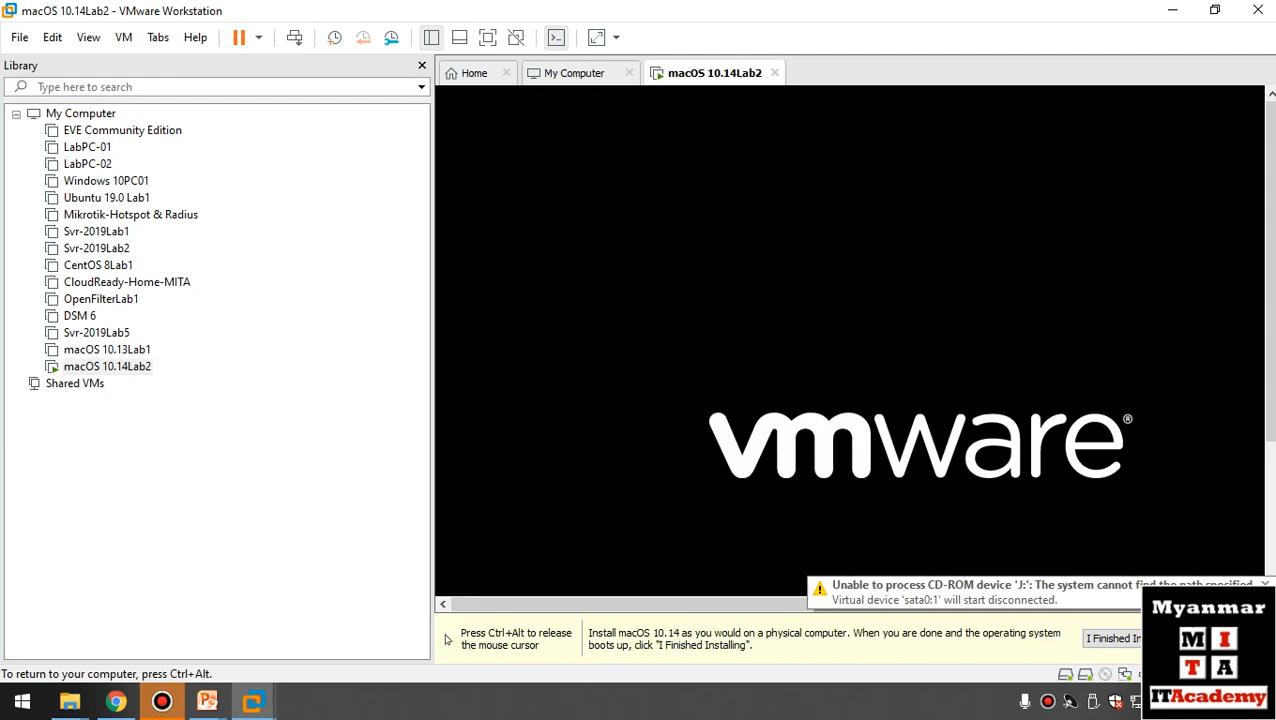 macOS 10.14Lab2 - VMware Workstation
File Edit View VM Tabs Help
Library
Type here to search
My Computer
EVE Community Edition
LabPC-01
LabPC-02
Windows 10PC01
Ubuntu 19.0 Lab1
Mikrotik-Hotspot & Radius
Svr-2019Lab1
Svr-2019Lab2
CentOS 8Lab1
CloudReady-Home-MITA
OpenFilterLab1
DSM 6
Svr-2019Lab5
macOS 10.13Lab1
macOS 10.14Lab2
Shared VMs
Home My Computer macOS 10.14Lab2
vmware®
Unable to process CD-ROM device 'J:': The system cannot find the path specified
Virtual device 'sata0:1' will start disconnected.
Press Ctrl+Alt to release
the mouse cursor
Install macOS 10.14 as you would on a physical computer. When you are done and the operating system
boots up, click "I Finished Installing".
I Finished In
To return to your computer, press Ctrl+Alt.
Myanmar
M I
T A
ITAcademy